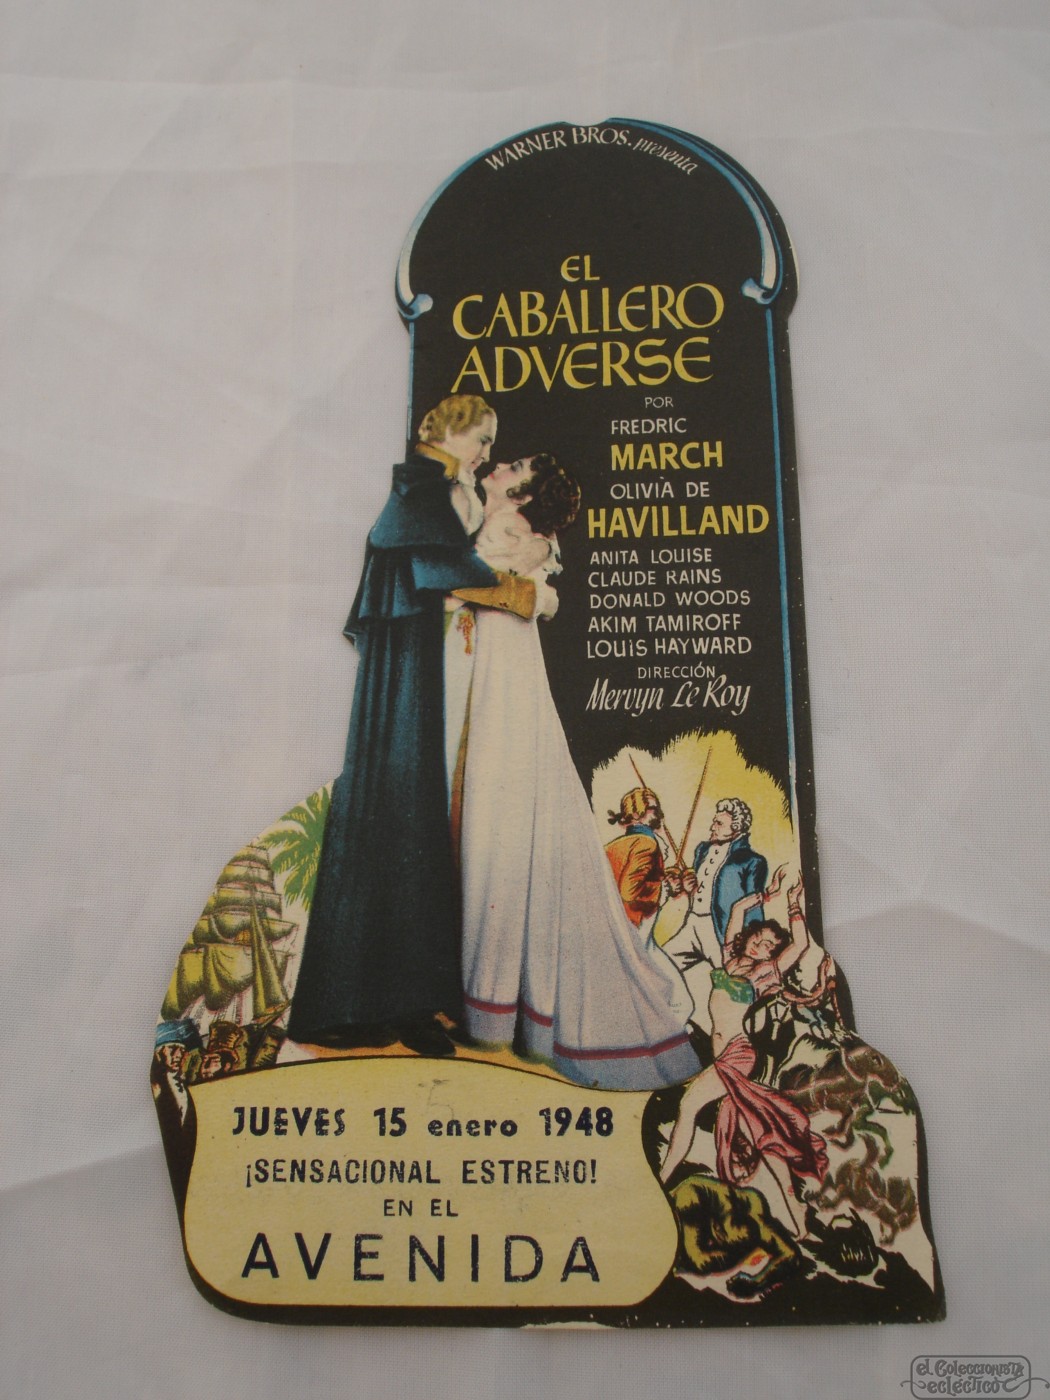 WARNER BROS. presenta
EL
CABALLERO
ADVERSE
POR
FREDRIC
MARCH
OLIVIA DE
HAVILLAND
ANITA LOUISE
CLAUDE RAINS
DONALD WOODS
AKIM TAMIROFF
LOUIS HAYWARD
DIRECCIÓN
Mervyn Le Roy
5
JUEVES 15 enero 1948
¡SENSACIONAL ESTRENO!
EN EL
AVENIDA
el Coleccionista
ecléctico